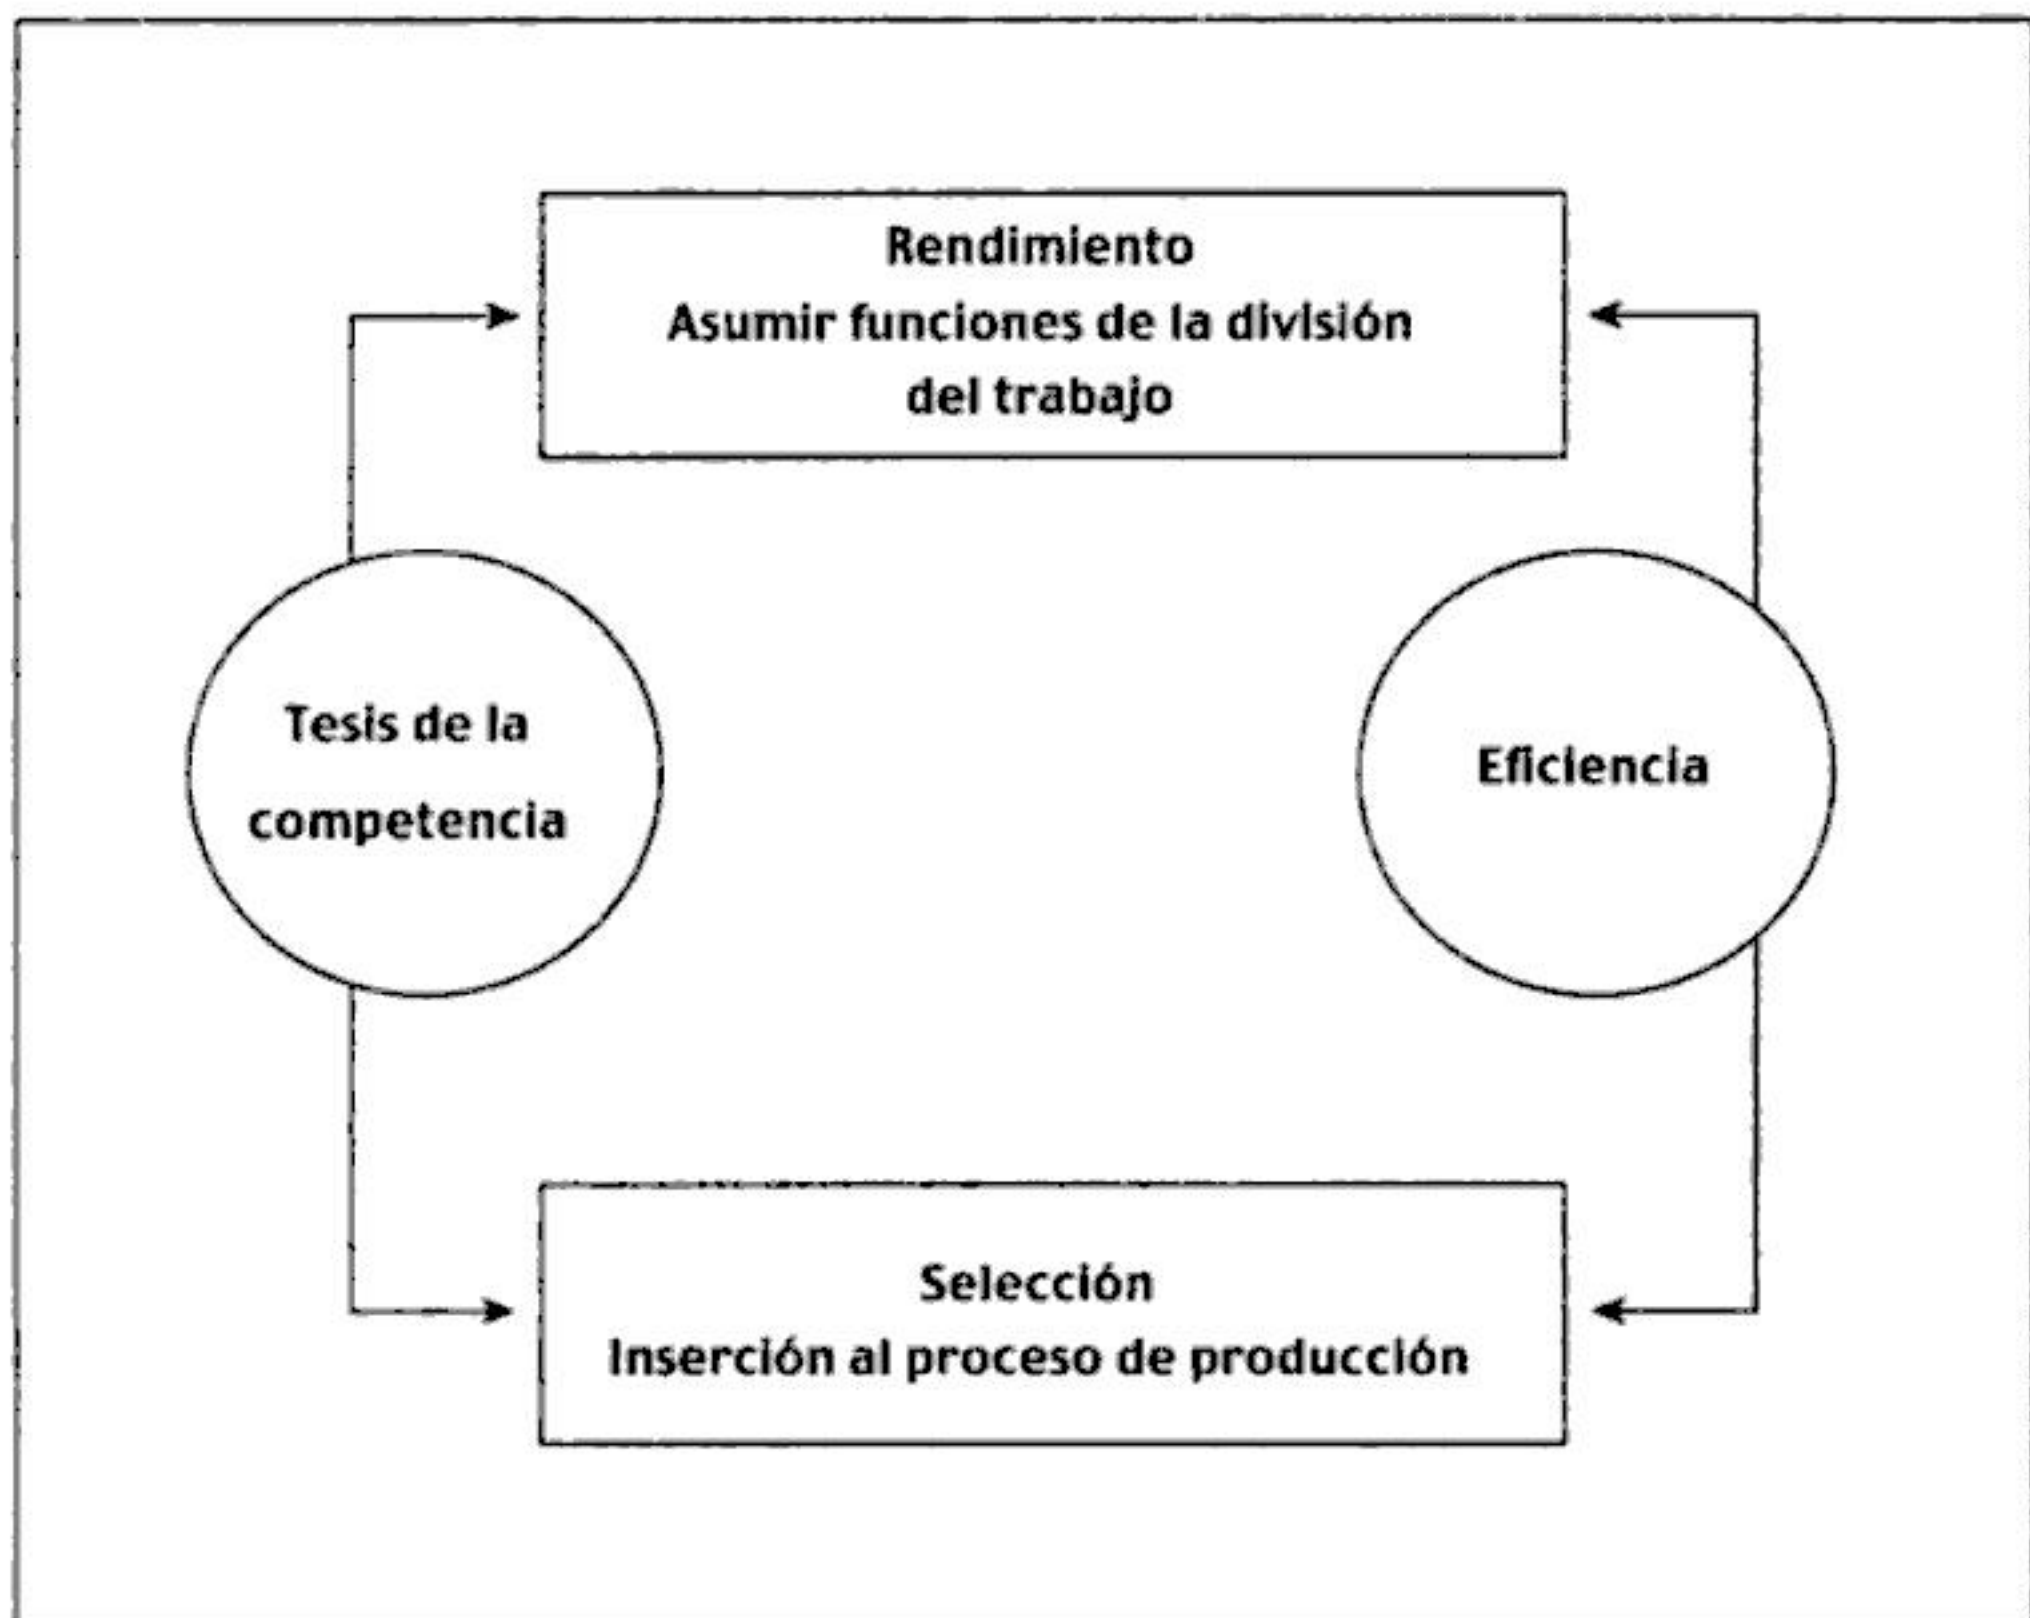 Rendimiento
Asumir funciones de la división
del trabajo
Tesis de la
competencia
Eficiencia
Selección
Inserción al proceso de producción